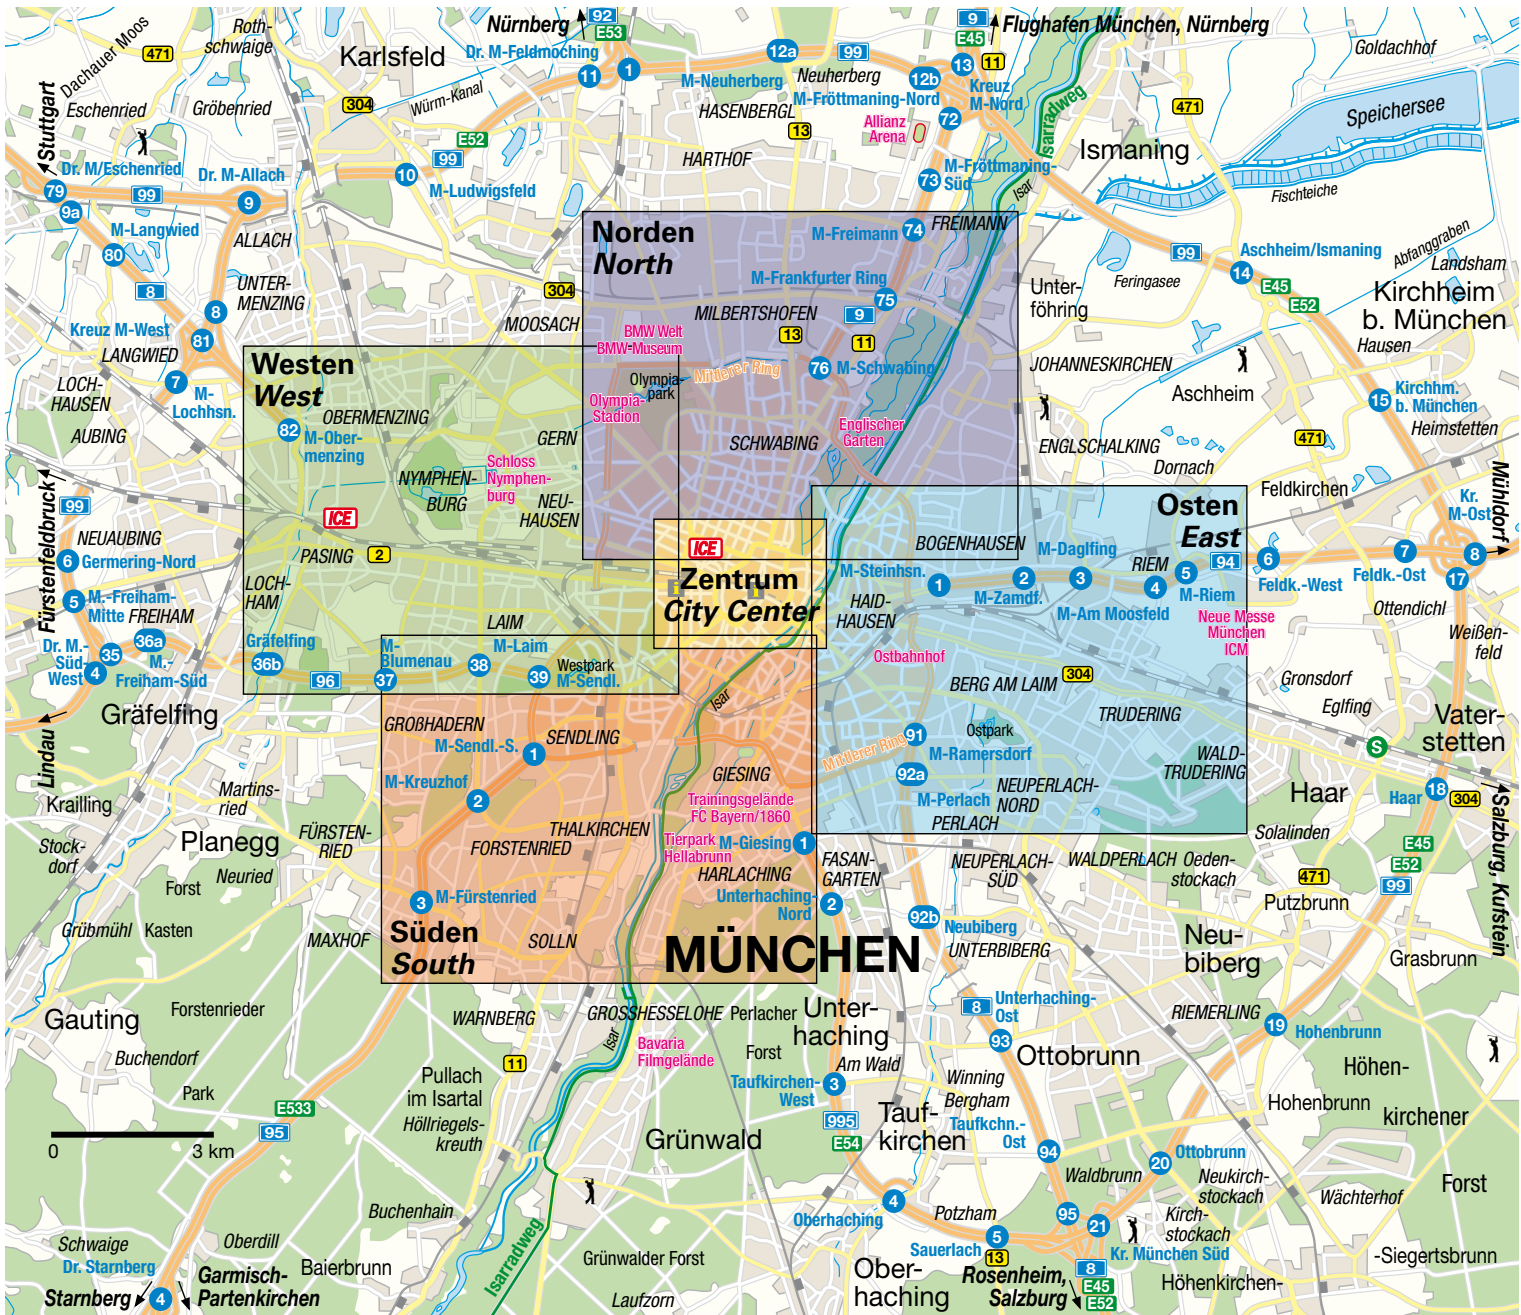 Nürnberg
92
E53
9
E45
Flughafen München, Nürnberg
Roth-
schwaige
Dachauer Moos
471
Karlsfeld
Dr. M-Feldmoching
11
1
12a
99
M-Neuherberg
Neuherberg
12b
13
11
Kreuz
M-Nord
M-Fröttmaning-Nord
72
Goldachhof
Eschenried
Gröbenried
304
Würm-Kanal
HASENBERGL
13
Allianz
Arena
Isarradweg
471
Speichersee
Stuttgart
E52
99
HARTHOF
Ismaning
Dr. M/Eschenried
Dr. M-Allach
10
M-Ludwigsfeld
73
M-Fröttmaning-
Süd
Isar
Fischteiche
79
99
9
9a
M-Langwied
80
ALLACH
Norden
North
M-Freimann
74
FREIMANN
99
Aschheim/Ismaning
14
Abfanggraben
Landsham
8
UNTER-
MENZING
304
M-Frankfurter Ring
75
Unter-
föhring
Feringasee
E45
E52
Kirchheim
b. München
Hausen
8
MOOSACH
MILBERTSHOFEN
9
Kreuz M-West
81
LANGWIED
BMW Welt
BMW-Museum
13
11
Westen
West
7
M-
Lochhsn.
LOCH-
HAUSEN
Olympia-
park
Mittlerer Ring
76
M-Schwabing
JOHANNESKIRCHEN
Aschheim
15
Kirchhm.
b. München
Heimstetten
AUBING
82
M-Ober-
menzing
OBERMENZING
Olympia-
Stadion
GERN
SCHWABING
Englischer
Garten
ENGLSCHALKING
471
Dornach
Schloss
Nymphen-
burg
NYMPHEN-
BURG
NEU-
HAUSEN
Feldkirchen
Kr.
M-Ost
Mühldorf
Fürstenfeldbruck
99
ICE
Osten
East
NEUAUBING
6
Germering-Nord
PASING
2
ICE
BOGENHAUSEN
M-Daglfing
RIEM
94
6
Feldk.-West
7
Feldk.-Ost
8
17
5
M.-Freiham-
Mitte
FREIHAM
LOCH-
HAM
Zentrum
City Center
M-Steinhsn.
1
2
M-Zamdf.
3
M-Am Moosfeld
4
5
M-Riem
HAID-
HAUSEN
Ottendichl
Dr. M.-
Süd-
West
35
36a
M.-
Freiham-Süd
4
Gräfelfing
36b
LAIM
M-
Blumenau
37
M-Laim
38
Westpark
39
M-Sendl.
96
Ostbahnhof
Neue Messe
München
ICM
Weißen-
feld
Gräfelfing
Isar
BERG AM LAIM
304
Gronsdorf
Eglfing
GROßHADERN
M-Sendl.-S.
1
SENDLING
TRUDERING
Vater-
stetten
Lindau
91
Ostpark
M-Ramersdorf
Mittlerer Ring
WALD-
TRUDERING
S
Krailling
Martins-
ried
M-Kreuzhof
2
GIESING
Trainingsgelände
FC Bayern/1860
92a
M-Perlach
NEUPERLACH-
NORD
PERLACH
Haar
Haar
18
304
Salzburg, Kufstein
Stock-
dorf
Planegg
FÜRSTEN-
RIED
THALKIRCHEN
FORSTENRIED
Tierpark
Hellabrunn
M-Giesing
1
Solalinden
E45
E52
99
Neuried
Forst
HARLACHING
FASAN-
GARTEN
NEUPERLACH-
SÜD
WALDPERLACH
Oeden-
stockach
471
Putzbrunn
3
M-Fürstenried
Unterhaching-
Nord
2
Grübmühl
Kasten
MAXHOF
Süden
South
SOLLN
MÜNCHEN
92b
Neubiberg
UNTERBIBERG
Neu-
biberg
Grasbrunn
Gauting
Forstenrieder
WARNBERG
GROSSHESSELOHE
Perlacher
Unter-
haching
8
Unterhaching-
Ost
93
RIEMERLING
19
Hohenbrunn
Buchendorf
Isar
Bavaria
Filmgelände
Forst
Am Wald
Ottobrunn
Höhen-
11
Pullach
im Isartal
Park
Taufkirchen-
West
3
Winning
Bergham
Hohenbrunn
kirchener
E533
95
Höllriegels-
kreuth
995
E54
Tauf-
kirchen
Taufkchn.-
Ost
94
0
3 km
Grünwald
20
Ottobrunn
Waldbrunn
Neukirch-
stockach
Wächterhof
Forst
Buchenhain
4
Oberhaching
Potzham
95
21
Kirch-
stockach
Schwaige
Oberdill
Isarradweg
Grünwalder Forst
5
Sauerlach
13
Kr. München Süd
-Siegertsbrunn
Dr. Starnberg
Baierbrunn
Ober-
haching
Rosenheim,
Salzburg
8
E45
E52
Höhenkirchen-
Starnberg
4
Garmisch-
Partenkirchen
Laufzorn